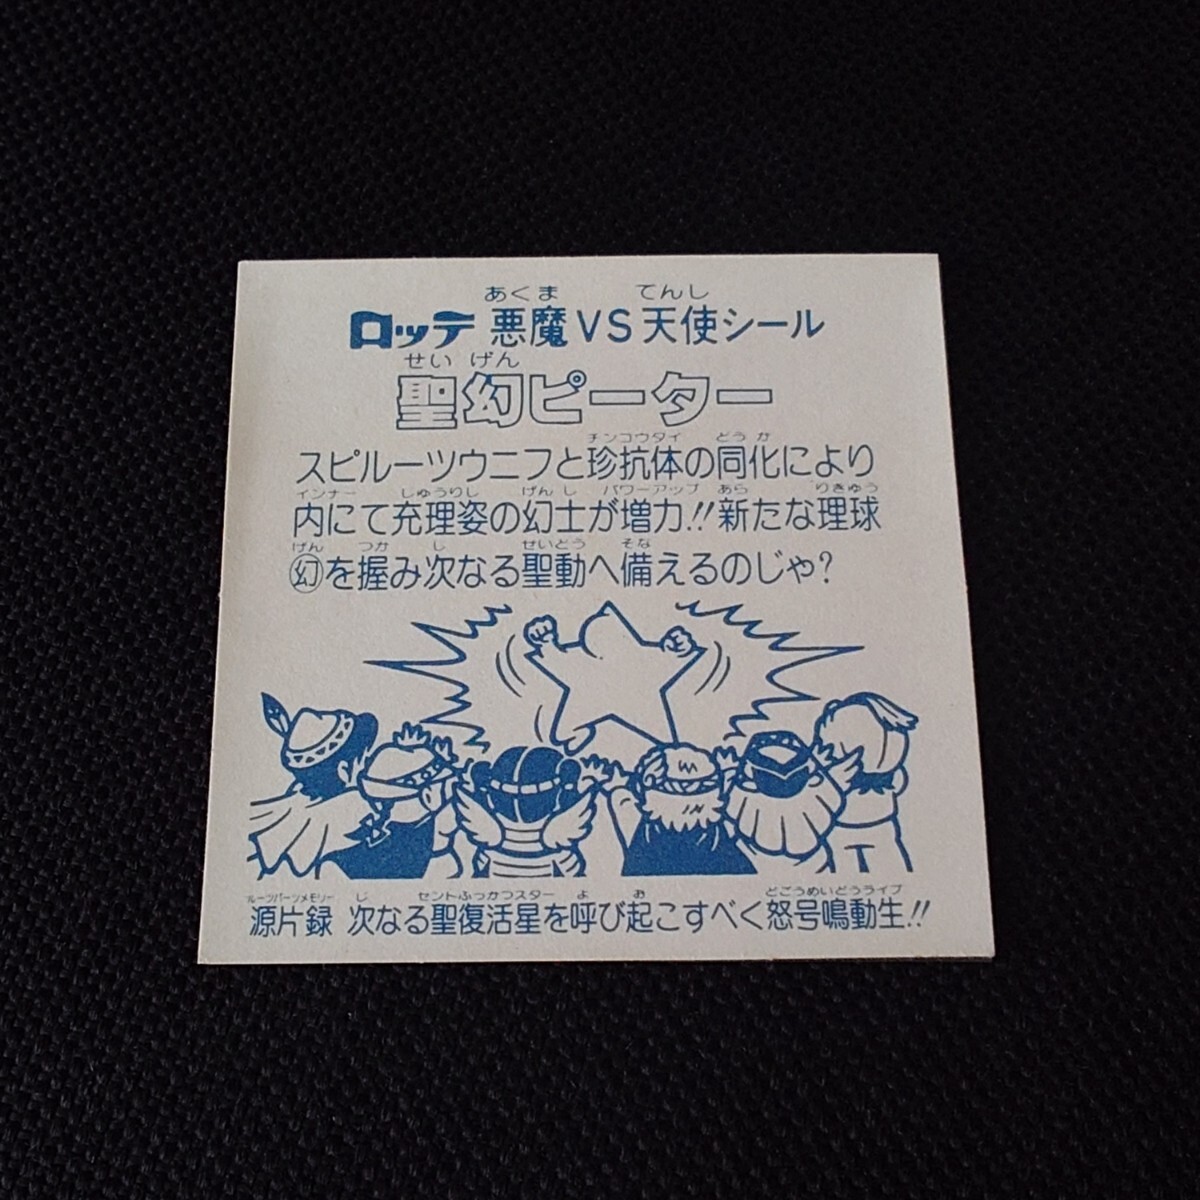 あくま てんし
ロッテ 悪魔VS天使シール
せい げん
聖幻ピーター
チンコウタイ どうか
スピルーツウニフと珍抗体の同化により
インナー じゅうりし げんし パワーアップ あら りきゅう
内にて充理姿の幻士が増力!!新たな理球
げん つか じ せいどう そな
幻を握み次なる聖動へ備えるのじゃ?
T
ルーツパーツメモリー じ セントふっかつスター よ お どごうめいどうライブ
源片録 次なる聖復活星を呼び起こすべく怒号鳴動生!!